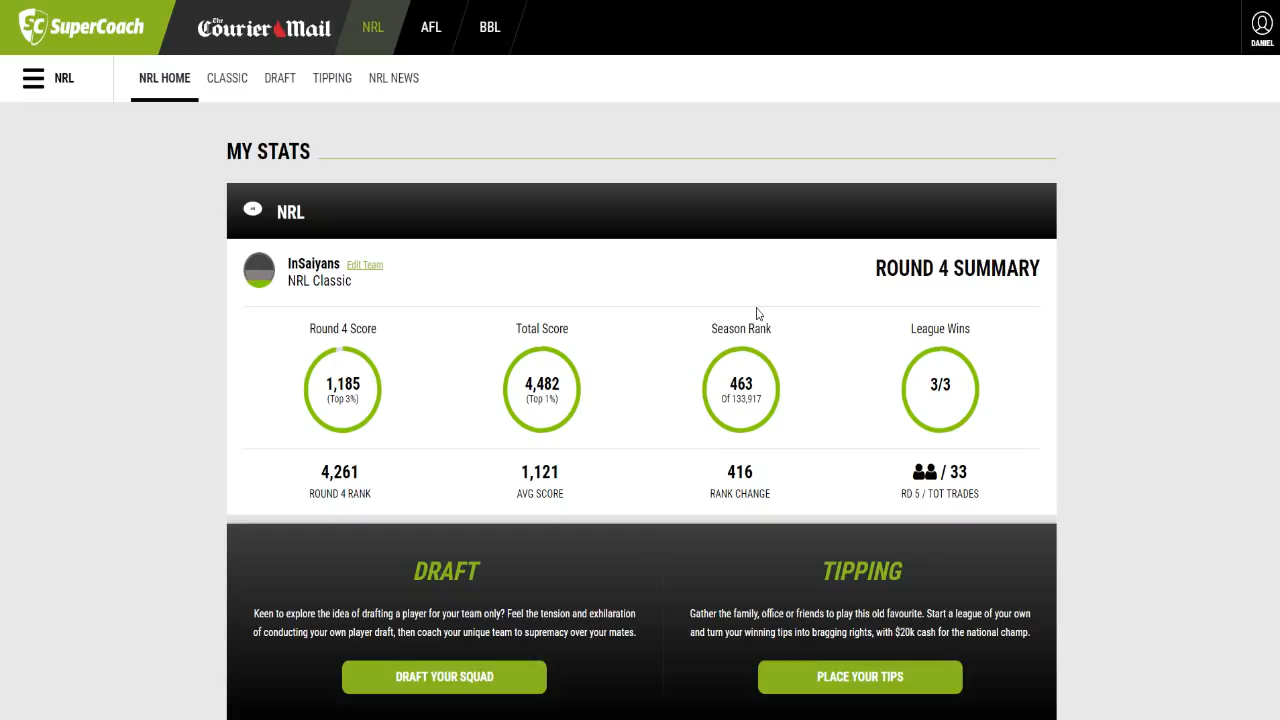 SC SuperCoach
The Courier Mail
NRL
AFL
BBL
DANIEL
NRL
NRL HOME
CLASSIC
DRAFT
TIPPING
NRL NEWS
MY STATS
NRL
InSaiyans Edit Team
NRL Classic
ROUND 4 SUMMARY
Round 4 Score
Total Score
Season Rank
League Wins
1,185
(Top 3%)
4,482
(Top 1%)
463
Of 133,917
3/3
4,261
ROUND 4 RANK
1,121
AVG SCORE
416
RANK CHANGE
/ 33
RD 5 / TOT TRADES
DRAFT
Keen to explore the idea of drafting a player for your team only? Feel the tension and exhilaration
of conducting your own player draft, then coach your unique team to supremacy over your mates.
DRAFT YOUR SQUAD
TIPPING
Gather the family, office or friends to play this old favourite. Start a league of your own
and turn your winning tips into bragging rights, with $20k cash for the national champ.
PLACE YOUR TIPS